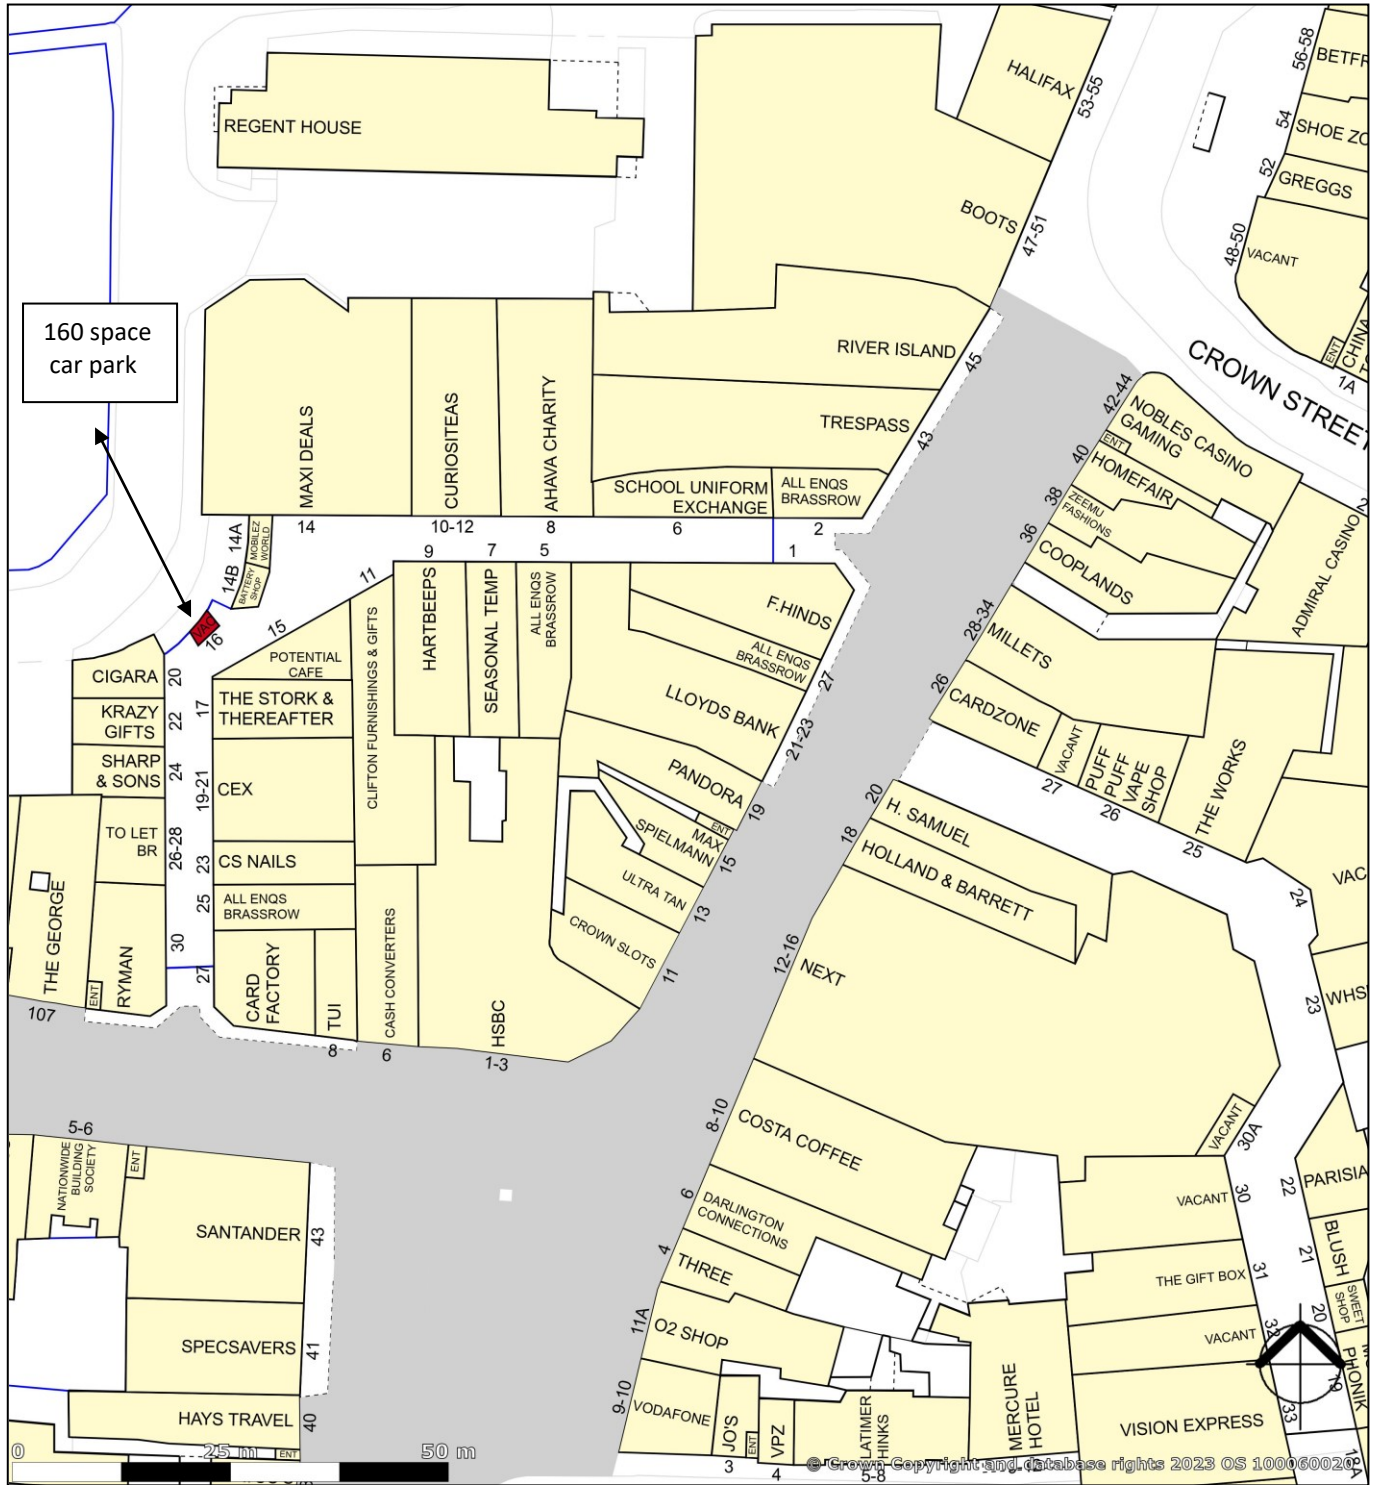 HALIFAX
53-55
56-58
54
SHOE
52
GREGGS
48-50
VACANT
REGENT HOUSE
BOOTS
47-51
160 space
car park
RIVER ISLAND
45
TRESPASS
43
CROWN STREET
ENT
1A
42-44
NOBLES CASINO
GAMING
ENT
40
HOMEFAIR
38
ZEEMU
FASHIONS
36
COOPLANDS
ADMIRAL CASINO
MAXI DEALS
CURIOSITEAS
AHAVA CHARITY
SCHOOL UNIFORM
EXCHANGE
ALL ENQS
BRASSROW
14
10-12
8
6
2
14A
MOBILEZ
WORLD
14B
BATTERY
SHOP
VAC
16
11
9
7
5
1
15
POTENTIAL
CAFE
HARTBEEPS
SEASONAL TEMP
ALL ENQS
BRASSROW
F.HINDS
ALL ENQS
BRASSROW
27
LLOYDS BANK
21-23
28-34
MILLETS
26
CARDZONE
VACANT
27
PUFF
PUFF
VAPE
SHOP
26
THE WORKS
25
CIGARA
20
KRAZY
GIFTS
22
SHARP
& SONS
24
17
THE STORK &
THEREAFTER
CLIFTON FURNISHINGS & GIFTS
19-21
CEX
PANDORA
19
ENT
MAX
SPIELMANN
15
20
H. SAMUEL
18
HOLLAND & BARRETT
24
TO LET
BR
26-28
23
CS NAILS
25
ALL ENQS
BRASSROW
ULTRA TAN
13
CROWN SLOTS
11
12-16
NEXT
23
THE GEORGE
107
ENT
RYMAN
30
27
CARD
FACTORY
TUI
8
CASH CONVERTERS
6
HSBC
1-3
5-6
NATIONWIDE
BUILDING
SOCIETY
ENT
SANTANDER
43
8-10
COSTA COFFEE
VACANT
30A
VACANT
30
22
6
DARLINGTON
CONNECTIONS
4
THREE
THE GIFT BOX
31
21
BLUSH
SPECSAVERS
41
11A
O2 SHOP
VACANT
32
20
SWEET
SHOP
PHONIK
19
HAYS TRAVEL
40
ENT
9-10
VODAFONE
JO'S
ENT
VPZ
3
4
LATIMER
HINKS
5-8
MERCURE
HOTEL
VISION EXPRESS
33
18A
0
25 m
50 m
© Crown Copyright and database rights 2023 OS 100060020